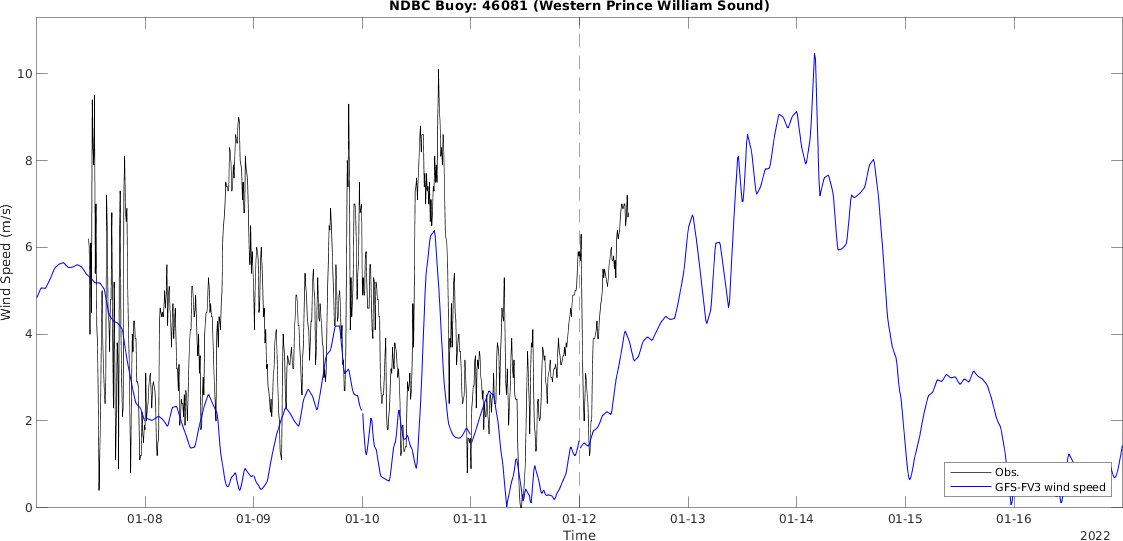 NDBC Buoy: 46081 (Western Prince William Sound)
Wind Speed (m/s)
10
8
6
4
2
0
Obs.
GFS-FV3 wind speed
01-08 01-09 01-10 01-11 01-12 01-13 01-14 01-15 01-16
Time
2022